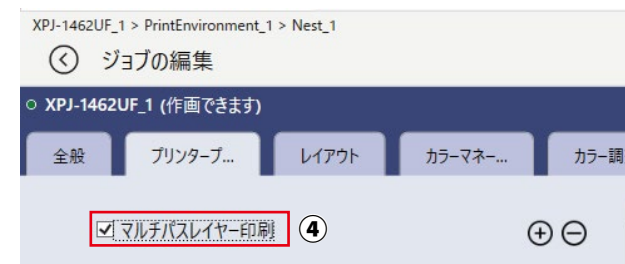 XPJ-1462UF_1 > PrintEnvironment_1 > Nest_1
ジョブの編集
XPJ-1462UF_1 (作画できます)
全般 プリンタープ... レイアウト カラーマネー... カラー調
マルチパスレイヤー印刷 ④